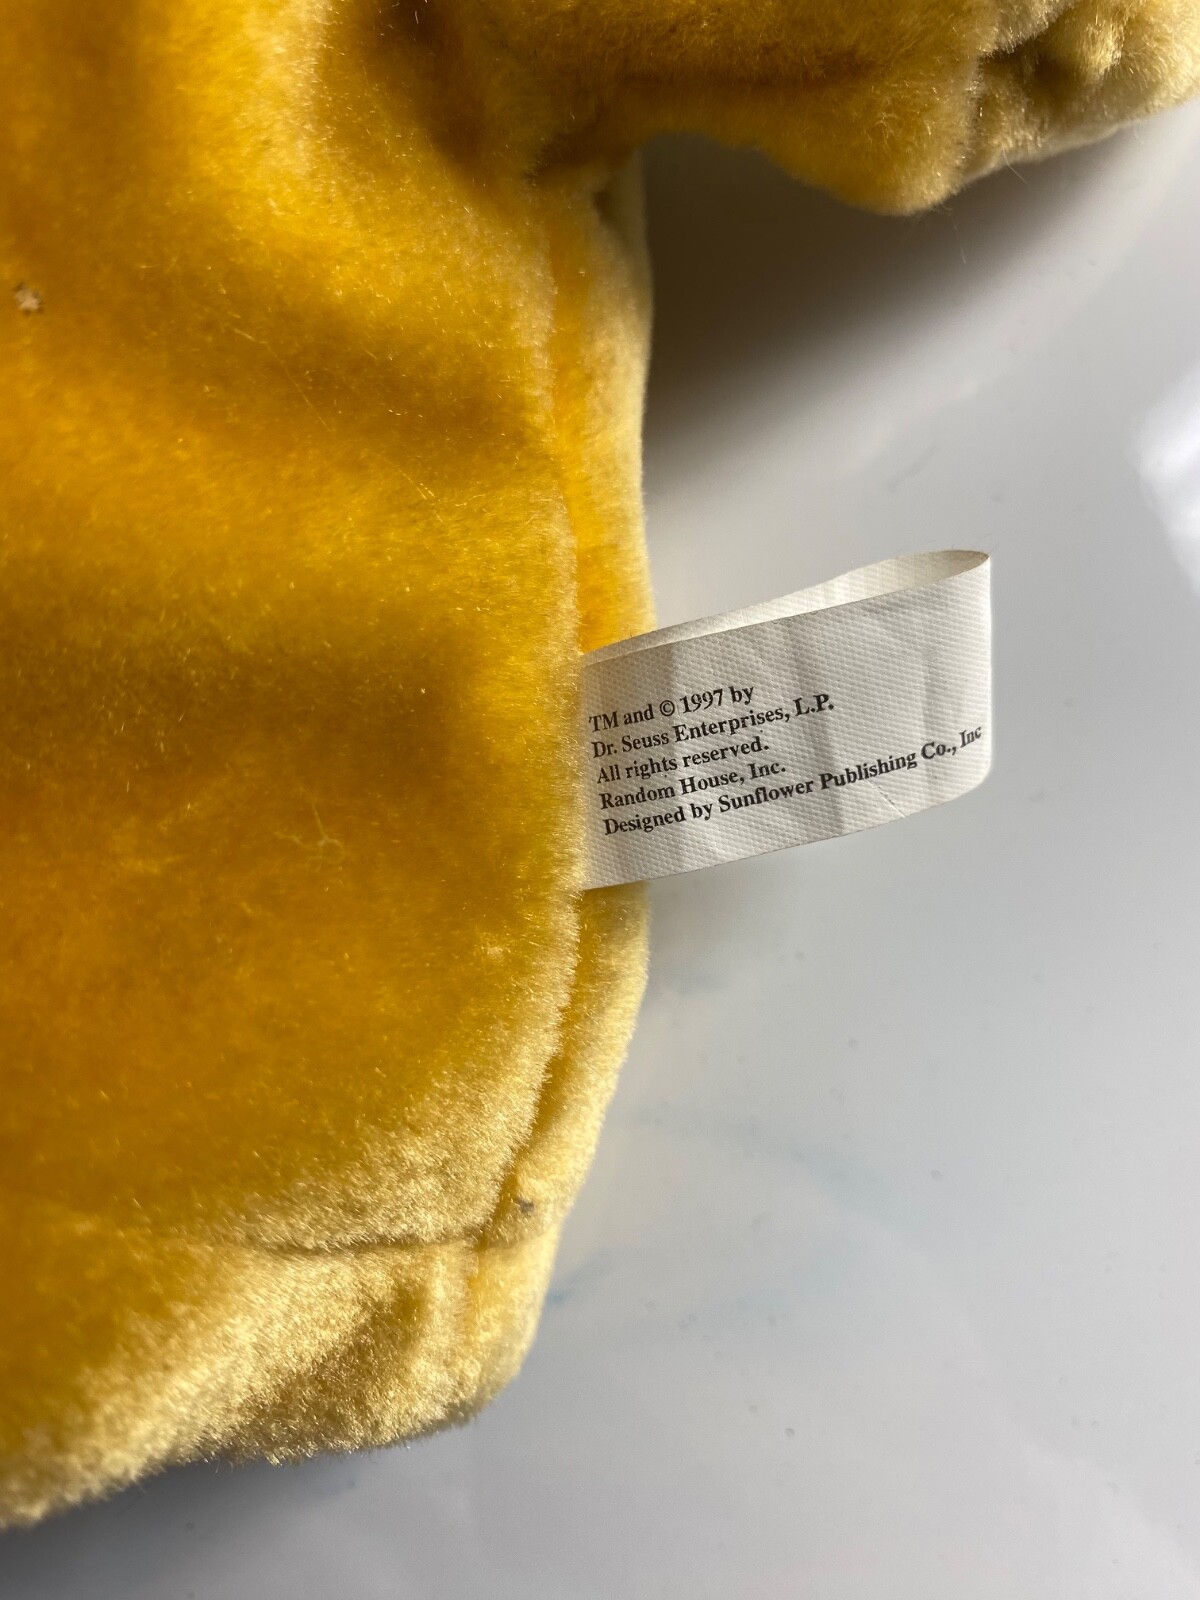 TM and © 1997 by
Dr. Seuss Enterprises, L.P.
All rights reserved.
Random House, Inc.
Designed by Sunflower Publishing Co., Inc